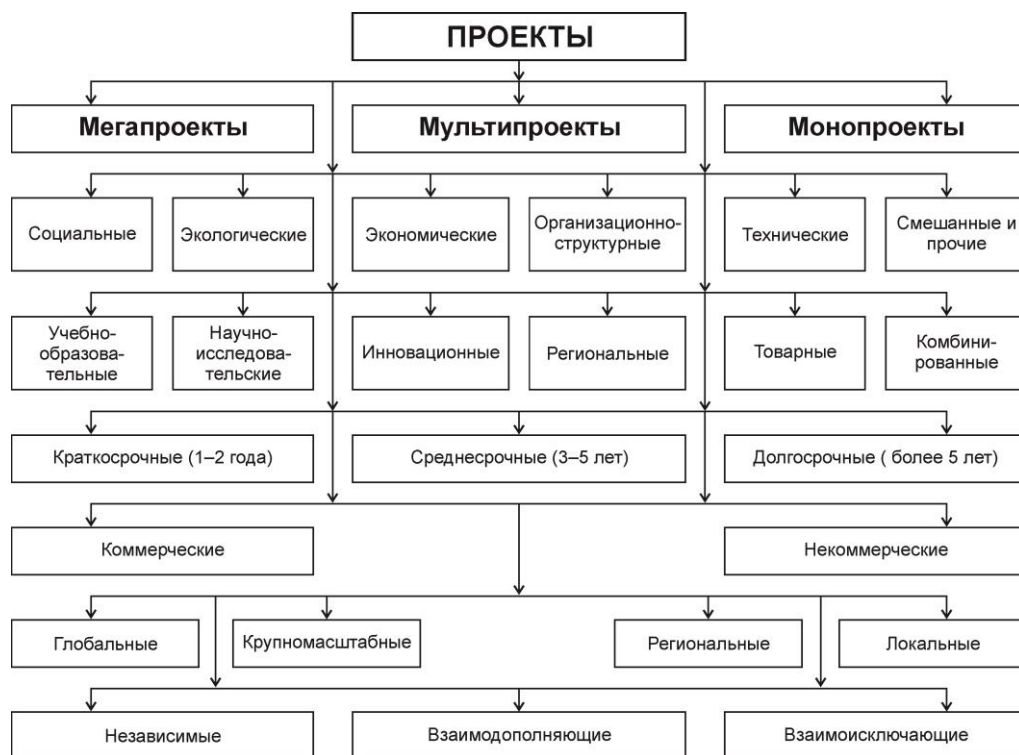 ПРОЕКТЫ
Мегапроекты
Мультипроекты
Монопроекты
Социальные
Экологические
Экономические
Организационно-
структурные
Технические
Смешанные и
прочие
Учебно-
образова-
тельные
Научно-
исследова-
тельские
Инновационные
Региональные
Товарные
Комбини-
рованные
Краткосрочные (1–2 года)
Среднесрочные (3–5 лет)
Долгосрочные ( более 5 лет)
Коммерческие
Некоммерческие
Глобальные
Крупномасштабные
Региональные
Локальные
Независимые
Взаимодополняющие
Взаимоисключающие